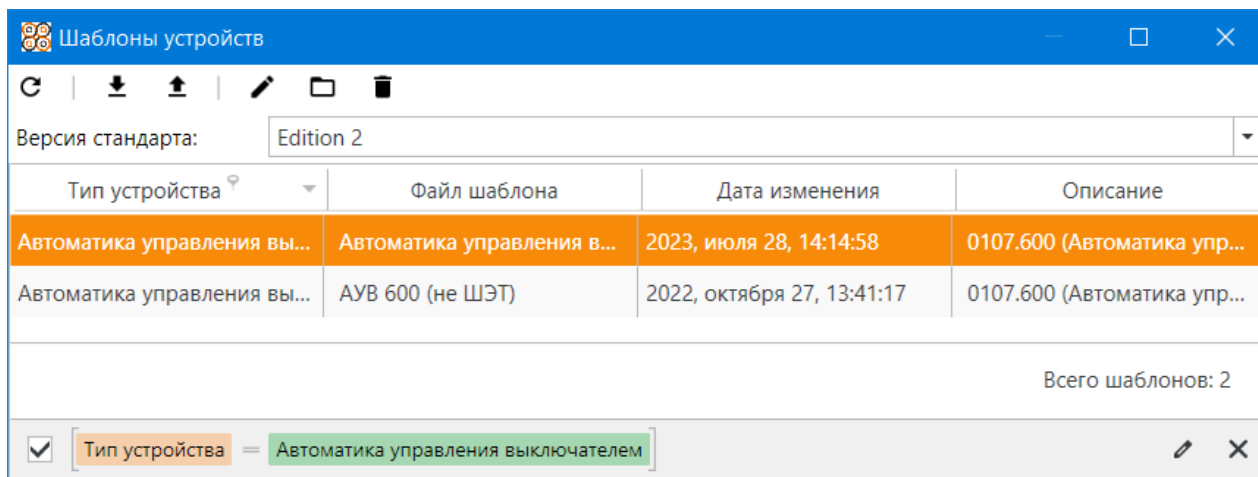 Шаблоны устройств
Версия стандарта: Edition 2
Тип устройства Файл шаблона Дата изменения Описание
Автоматика управления вы... Автоматика управления в... 2023, июля 28, 14:14:58 0107.600 (Автоматика упр...
Автоматика управления вы... АУВ 600 (не ШЭТ) 2022, октября 27, 13:41:17 0107.600 (Автоматика упр...
Всего шаблонов: 2
Тип устройства = Автоматика управления выключателем